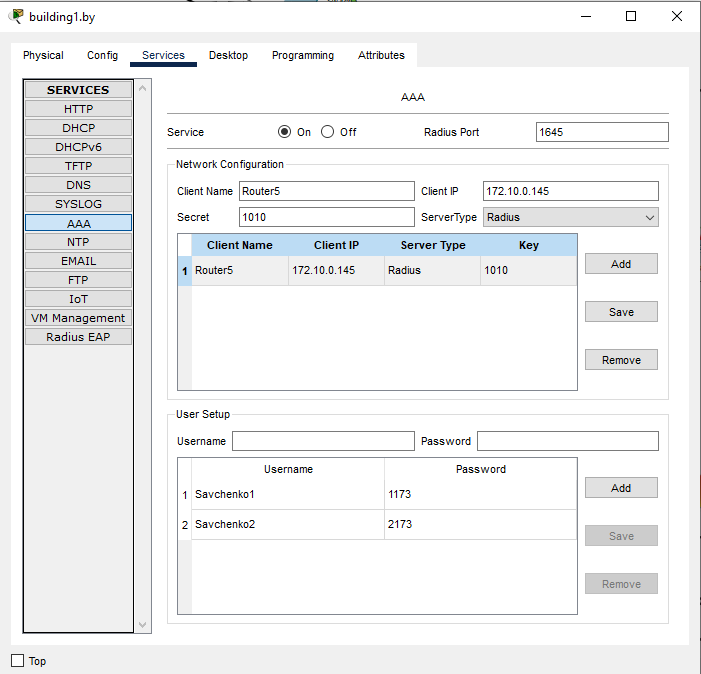 building1.by
Physical Config Services Desktop Programming Attributes
SERVICES
HTTP
DHCP
DHCPv6
TFTP
DNS
SYSLOG
AAA
NTP
EMAIL
FTP
IoT
VM Management
Radius EAP
AAA
Service On Off Radius Port 1645
Network Configuration
Client Name Router5 Client IP 172.10.0.145
Secret 1010 ServerType Radius
Client Name Client IP Server Type Key
1 Router5 172.10.0.145 Radius 1010
Add
Save
Remove
User Setup
Username Password
Username Password
1 Savchenko1 1173
2 Savchenko2 2173
Add
Save
Remove
Top